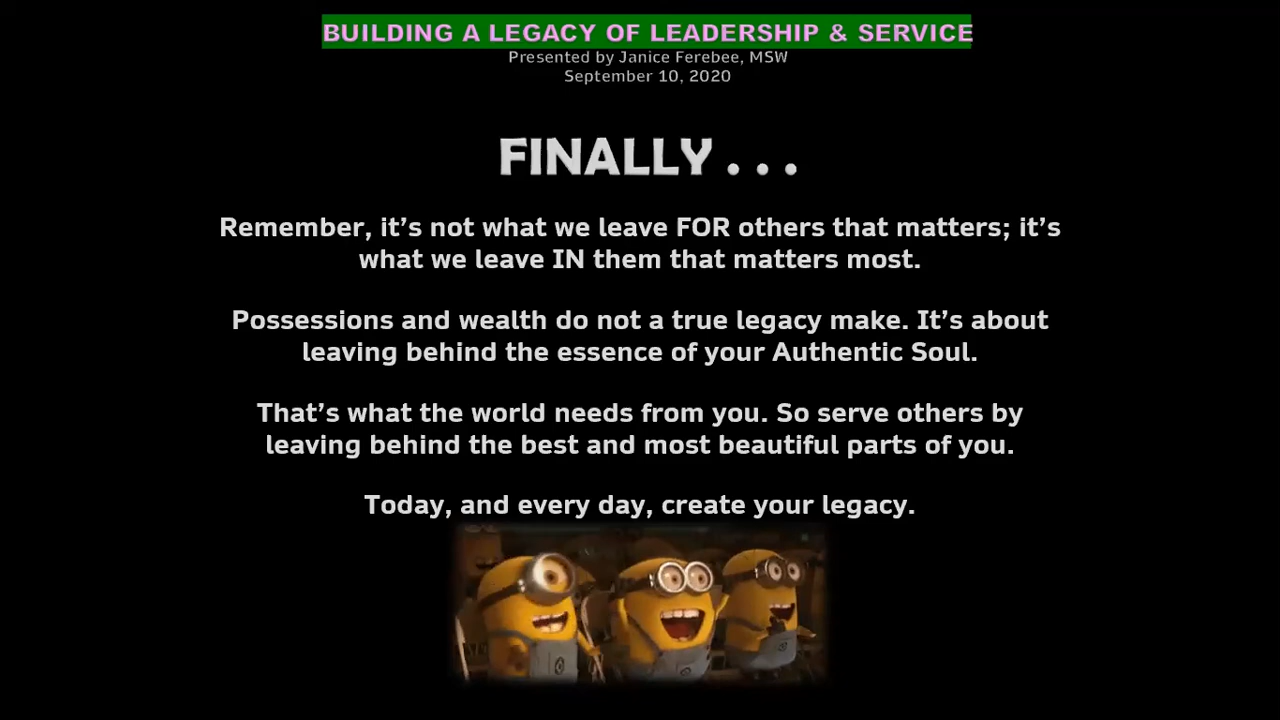 BUILDING A LEGACY OF LEADERSHIP & SERVICE
Presented by Janice Ferebee, MSW
September 10, 2020
FINALLY . . .
Remember, it’s not what we leave FOR others that matters; it’s
what we leave IN them that matters most.
Possessions and wealth do not a true legacy make. It’s about
leaving behind the essence of your Authentic Soul.
That’s what the world needs from you. So serve others by
leaving behind the best and most beautiful parts of you.
Today, and every day, create your legacy.